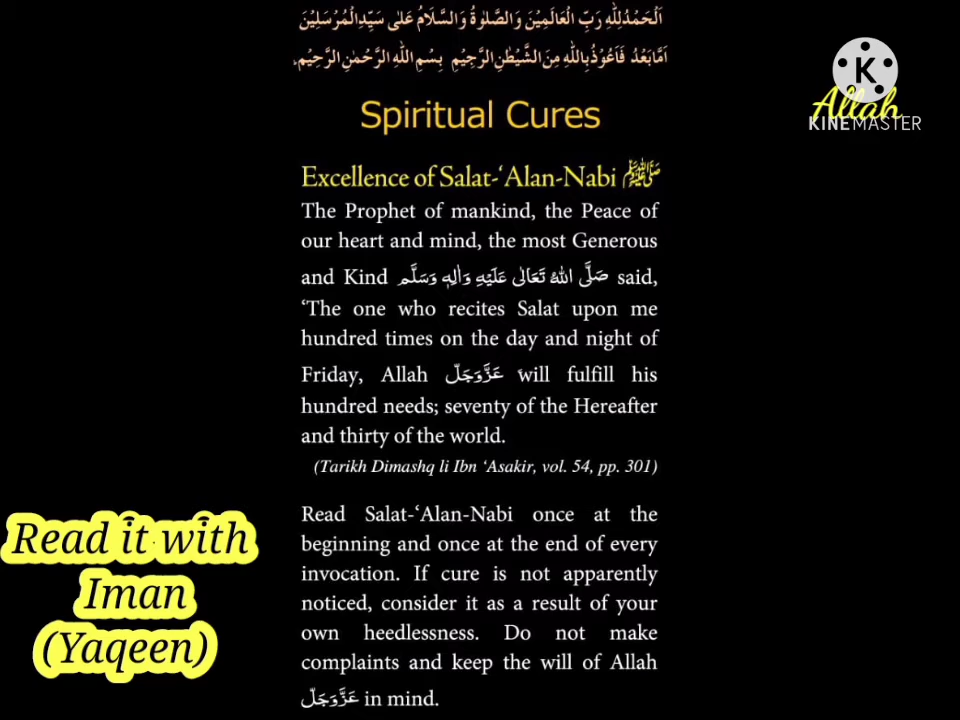 اَلْحَمْدُلِلّٰهِ رَبِّ الْعَالَمِيْنَ وَالصَّلٰوةُ وَالسَّلَامُ عَلٰى سَيِّدِالْمُرْسَلِيْنَ
اَمَّابَعْدُ فَاَعُوْذُبِاللّٰهِ مِنَ الشَّيْطٰنِ الرَّجِيْمِ بِسْمِ اللّٰهِ الرَّحْمٰنِ الرَّحِيْمِ
Allah
KINEMASTER
Spiritual Cures
Excellence of Salat-‘Alan-Nabi ﷺ
The Prophet of mankind, the Peace of
our heart and mind, the most Generous
and Kind صَلَّى اللهُ تَعَالٰى عَلَيْهِ وَاٰلِهٖ وَسَلَّم said,
‘The one who recites Salat upon me
hundred times on the day and night of
Friday, Allah عَزَّوَجَلّ will fulfill his
hundred needs; seventy of the Hereafter
and thirty of the world.
(Tarikh Dimashq li Ibn ‘Asakir, vol. 54, pp. 301)
Read Salat-‘Alan-Nabi once at the
beginning and once at the end of every
invocation. If cure is not apparently
noticed, consider it as a result of your
own heedlessness. Do not make
complaints and keep the will of Allah
عَزَّوَجَلّ in mind.
Read it with
Iman
(Yaqeen)